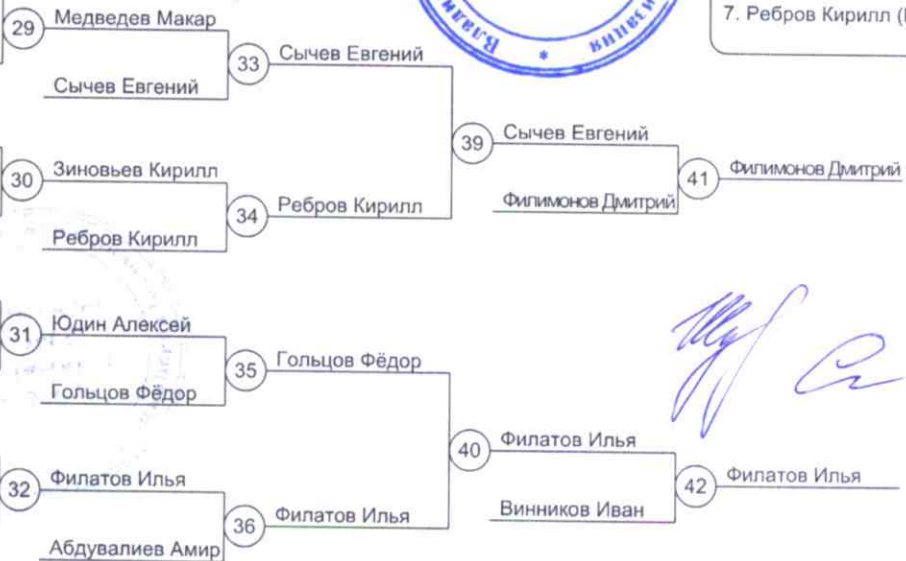 7. Ребров Кирилл (
29 Медведев Макар
33 Сычев Евгений
Сычев Евгений
39 Сычев Евгений
30 Зиновьев Кирилл
41 Филимонов Дмитрий
34 Ребров Кирилл
Филимонов Дмитрий
Ребров Кирилл
31 Юдин Алексей
35 Гольцов Фёдор
Гольцов Фёдор
40 Филатов Илья
32 Филатов Илья
42 Филатов Илья
36 Филатов Илья
Винников Иван
Абдувалиев Амир